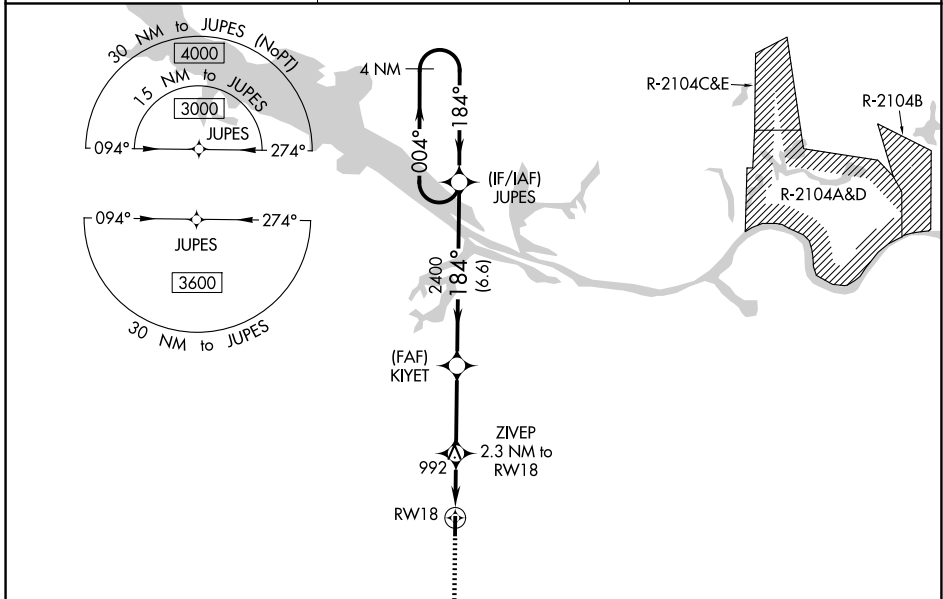 30 NM to JUPES (NoPT)
4000
15 NM to JUPES
3000
JUPES
094°
274°
094°
274°
JUPES
3600
30 NM to JUPES
4 NM
004°
184°
(IF/IAF)
JUPES
2400
184°
(6.6)
(FAF)
KIYET
ZIVEP
2.3 NM to
RW18
992
RW18
R-2104C&E
R-2104B
R-2104A&D